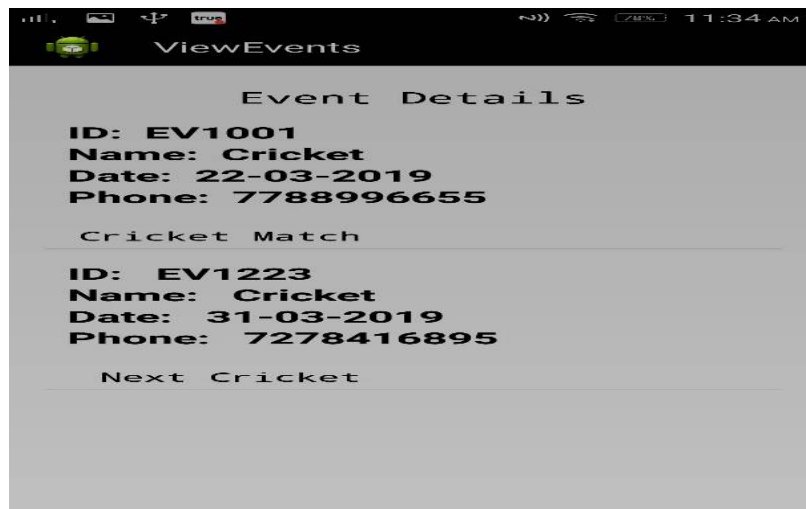 true 11:34 AM
ViewEvents
Event Details
ID: EV1001
Name: Cricket
Date: 22-03-2019
Phone: 7788996655
Cricket Match
ID: EV1223
Name: Cricket
Date: 31-03-2019
Phone: 7278416895
Next Cricket